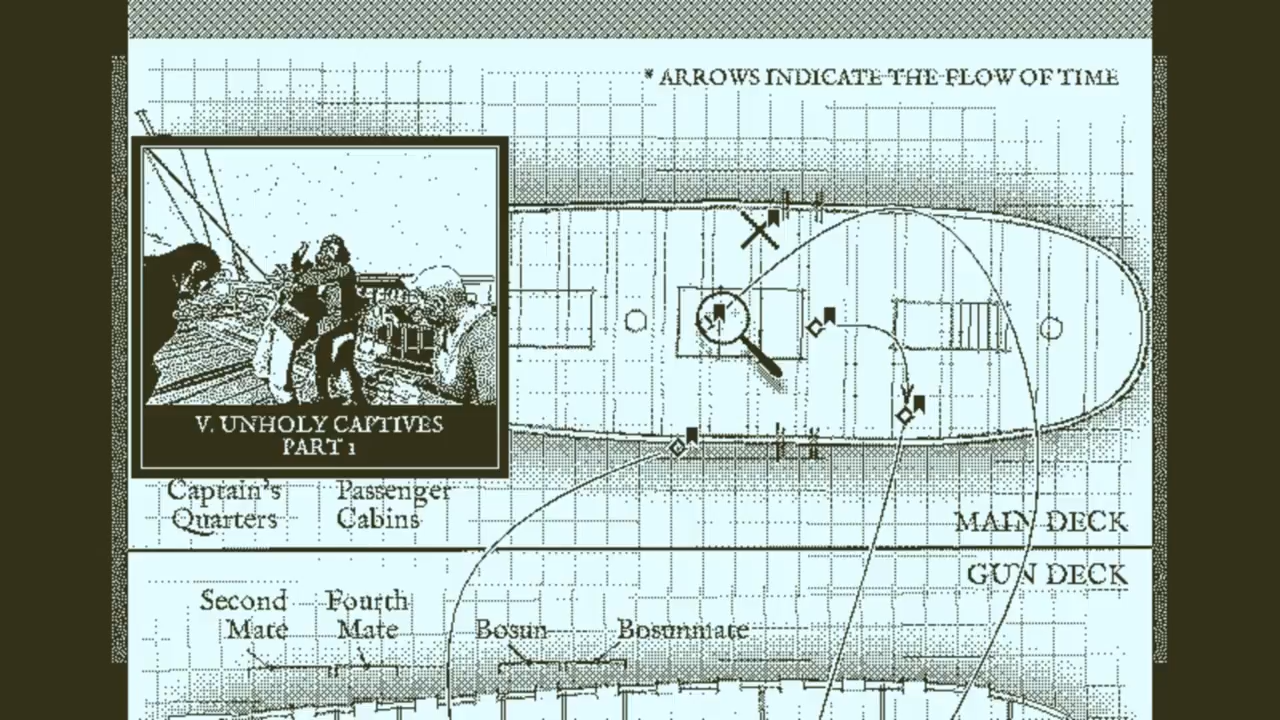 * ARROWS INDICATE THE FLOW OF TIME
V. UNHOLY CAPTIVES
PART 1
Captain's
Quarters
Passenger
Cabins
MAIN DECK
GUN DECK
Second
Mate
Fourth
Mate
Bosun
Bosunmate